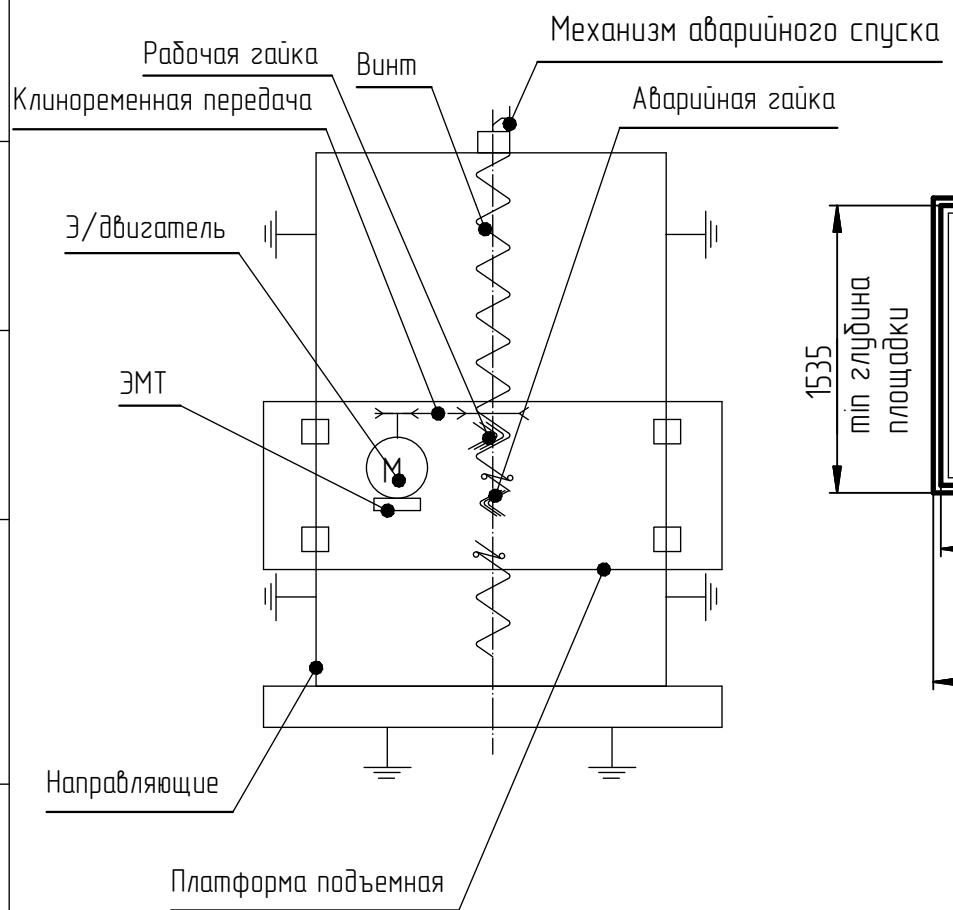 Механизм аварийного спуска
Рабочая гайка
Винт
Клиноременная передача
Аварийная гайка
Э/двигатель
ЭМТ
М
1535
min глубина
площадки
Направляющие
Платформа подъемная